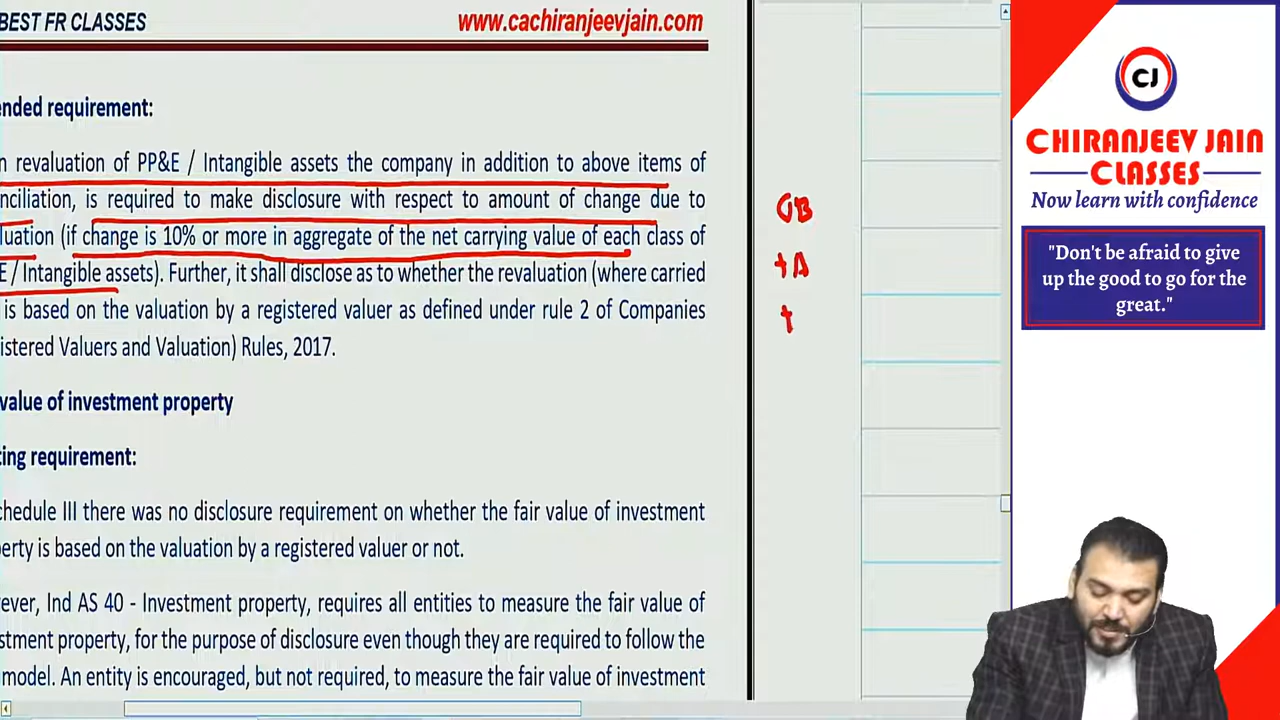 BEST FR CLASSES
www.cachiranjeevjain.com
ended requirement:
n revaluation of PP&E / Intangible assets the company in addition to above items of
nciliation, is required to make disclosure with respect to amount of change due to
luation (if change is 10% or more in aggregate of the net carrying value of each class of
E / Intangible assets). Further, it shall disclose as to whether the revaluation (where carried
is based on the valuation by a registered valuer as defined under rule 2 of Companies
istered Valuers and Valuation) Rules, 2017.
value of investment property
ting requirement:
chedule III there was no disclosure requirement on whether the fair value of investment
perty is based on the valuation by a registered valuer or not.
ever, Ind AS 40 - Investment property, requires all entities to measure the fair value of
stment property, for the purpose of disclosure even though they are required to follow the
model. An entity is encouraged, but not required, to measure the fair value of investment
OB
+A
+
CJ
CHIRANJEEV JAIN
CLASSES
Now learn with confidence
"Don't be afraid to give
up the good to go for the
great."